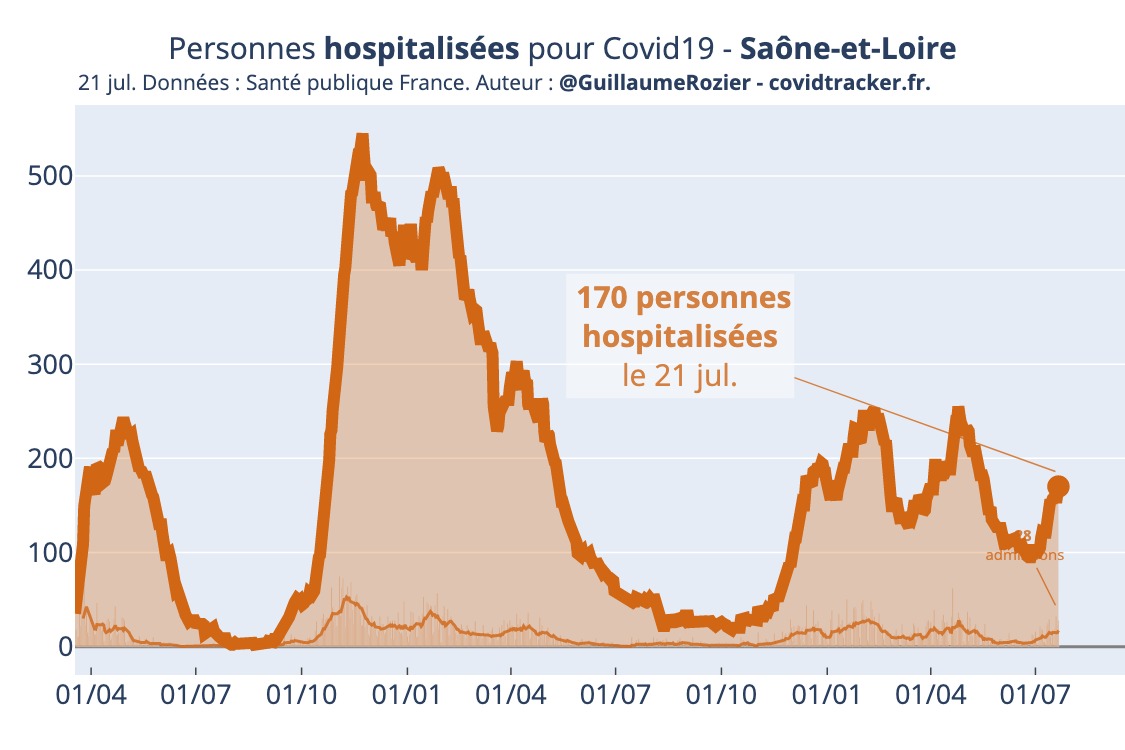 Personnes hospitalisées pour Covid19 - Saône-et-Loire
21 jul. Données : Santé publique France. Auteur : @GuillaumeRozier - covidtracker.fr.
500
400
300
200
100
0
170 personnes
hospitalisées
le 21 jul.
01/04 01/07 01/10 01/01 01/04 01/07 01/10 01/01 01/04 01/07